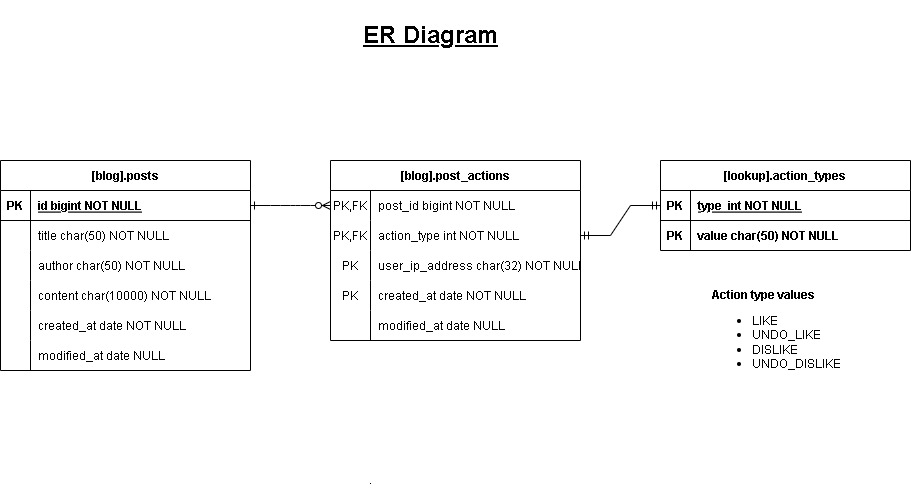 ER Diagram
[blog].posts
PK id bigint NOT NULL
title char(50) NOT NULL
author char(50) NOT NULL
content char(10000) NOT NULL
created_at date NOT NULL
modified_at date NULL
[blog].post_actions
PK,FK post_id bigint NOT NULL
PK,FK action_type int NOT NULL
PK user_ip_address char(32) NOT NULL
PK created_at date NOT NULL
modified_at date NULL
[lookup].action_types
PK type int NOT NULL
PK value char(50) NOT NULL
Action type values
• LIKE
• UNDO_LIKE
• DISLIKE
• UNDO_DISLIKE